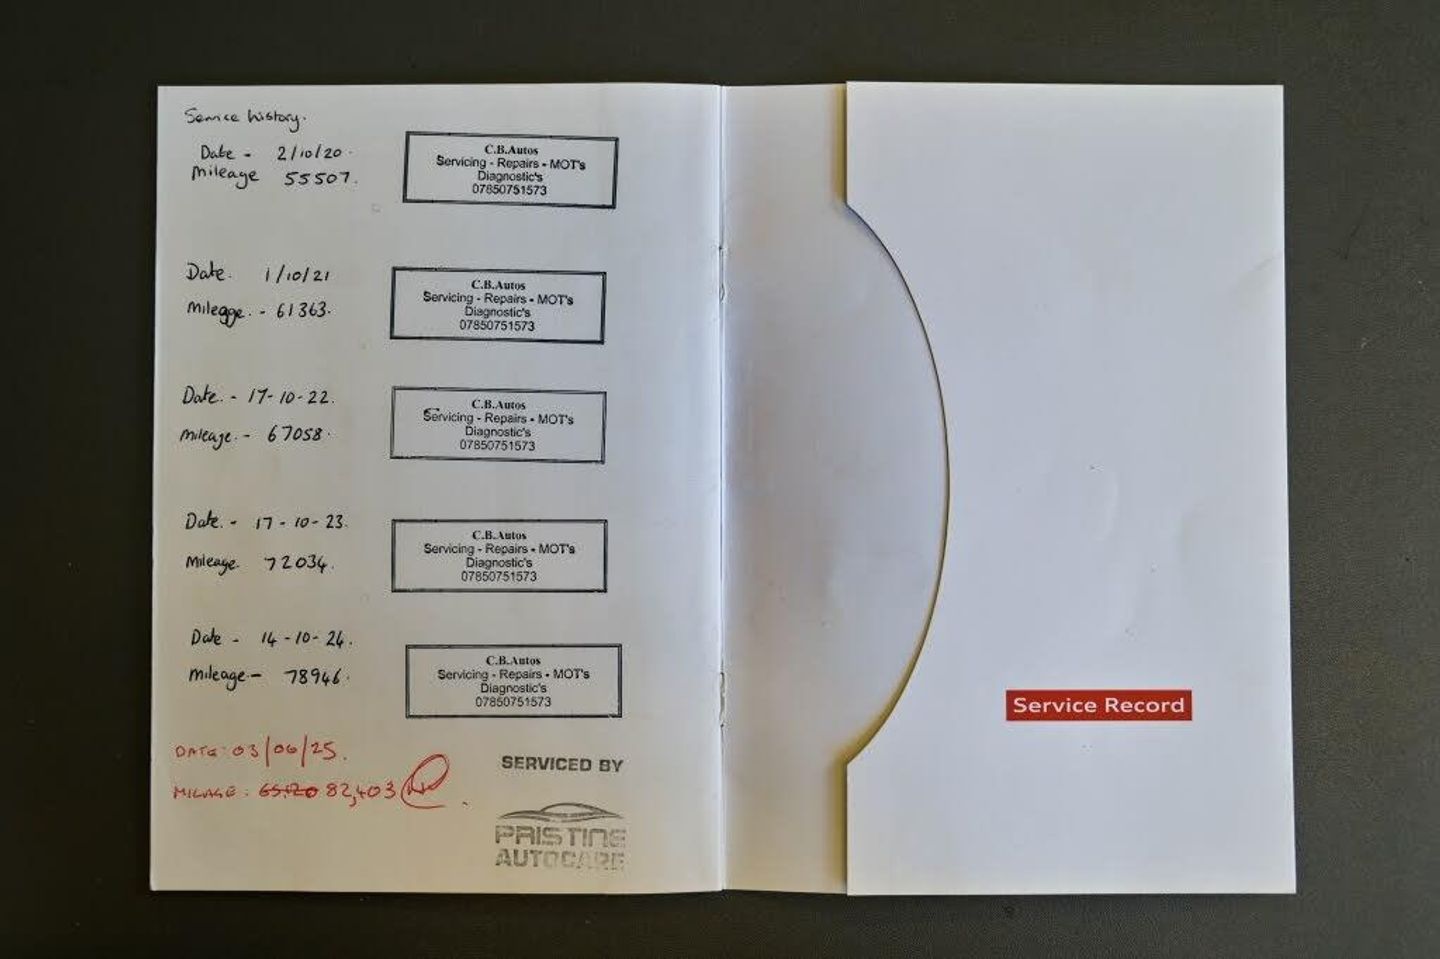 Service history.
Date - 2/10/20.
Mileage 55507.
C.B.Autos
Servicing - Repairs - MOT's
Diagnostic's
07850751573
Date. 1/10/21
Mileage. - 61363.
C.B.Autos
Servicing - Repairs - MOT's
Diagnostic's
07850751573
Date. - 17-10-22.
Mileage. - 67058.
C.B.Autos
Servicing - Repairs - MOT's
Diagnostic's
07850751573
Date. - 17-10-23.
Mileage. 72034.
C.B.Autos
Servicing - Repairs - MOT's
Diagnostic's
07850751573
Date - 14-10-24.
Mileage - 78946.
C.B.Autos
Servicing - Repairs - MOT's
Diagnostic's
07850751573
DATE: 03/06/25.
MILAGE: 82,403
SERVICED BY
PRISTINE
AUTOCARE
Service Record